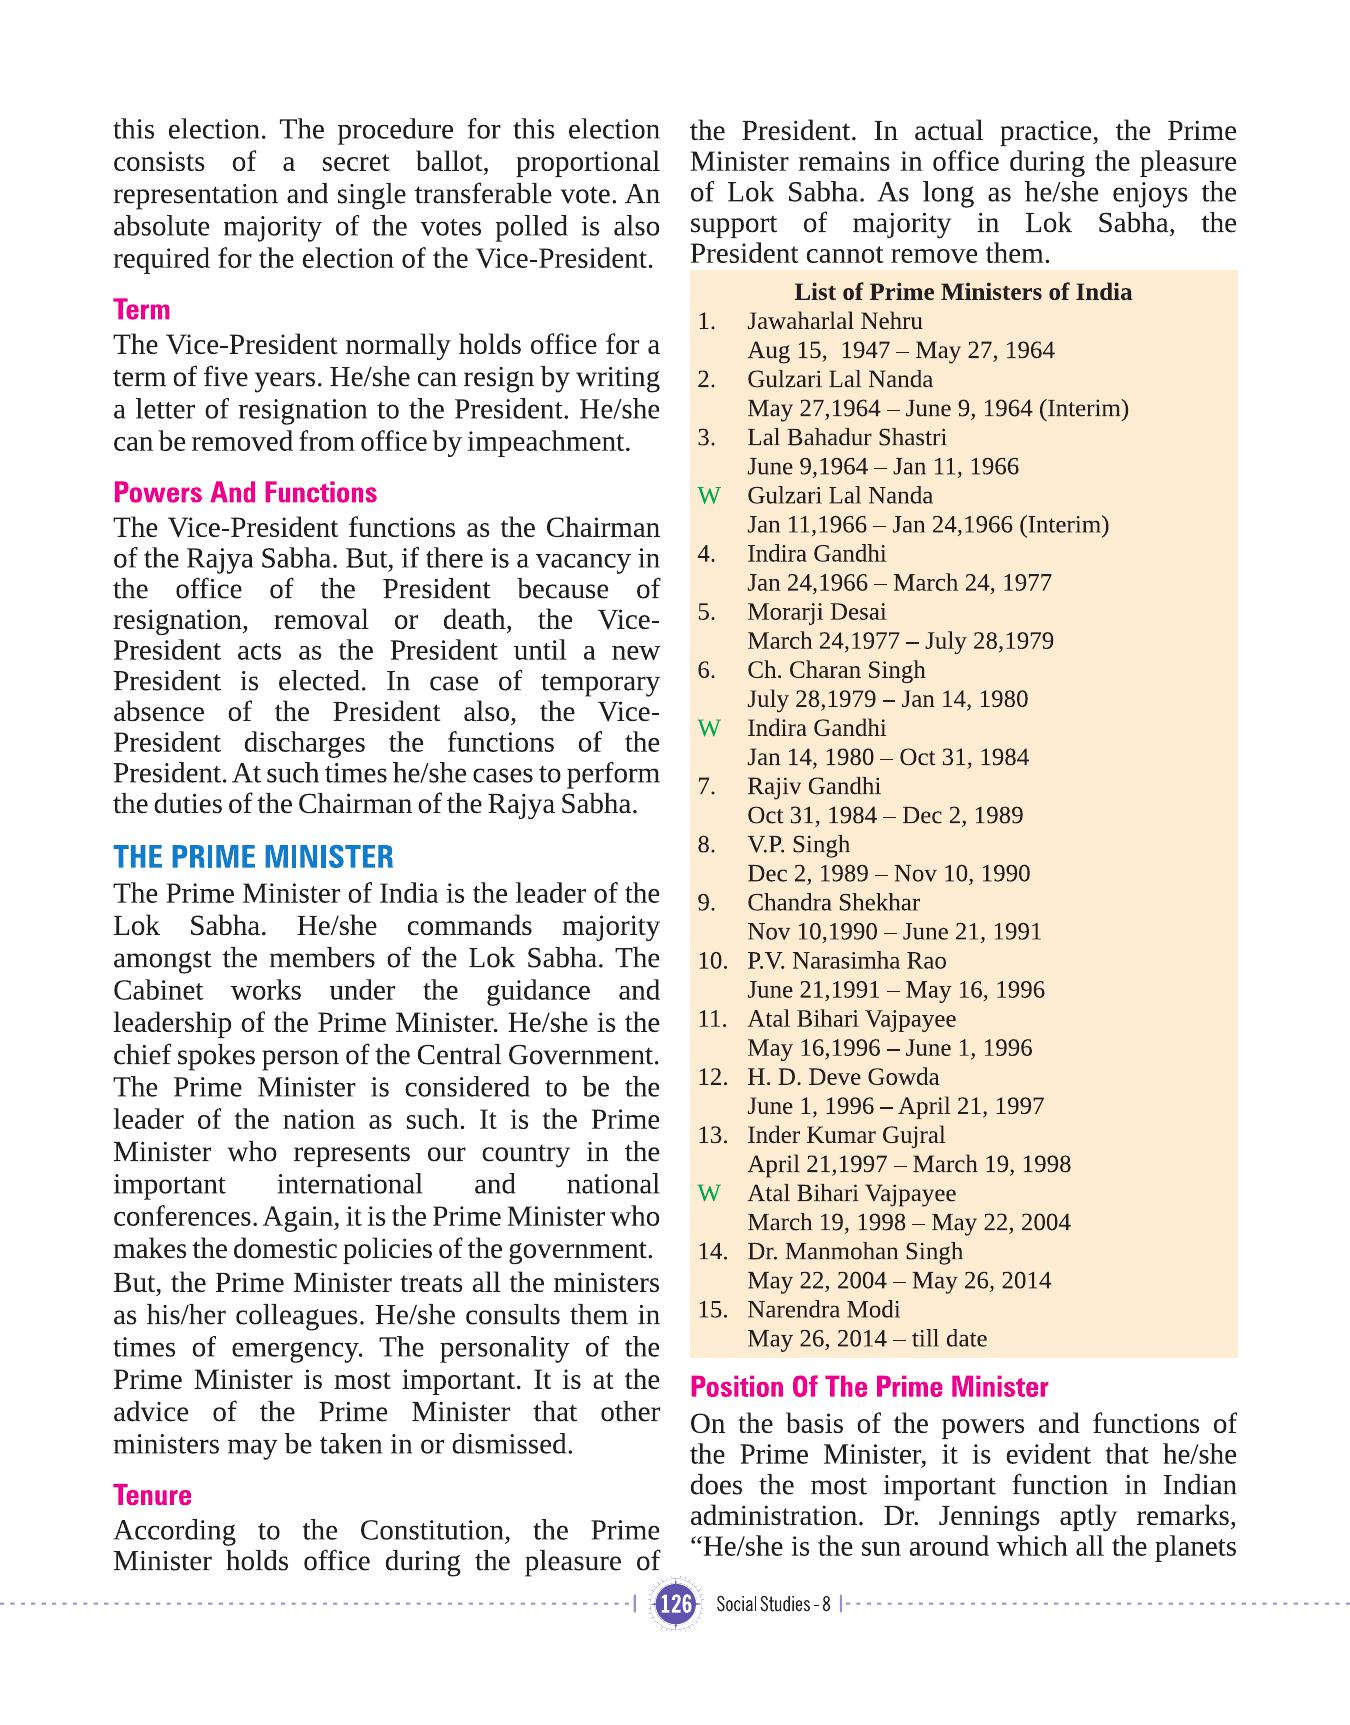 this election. The procedure for this election
consists of a secret ballot, proportional
representation and single transferable vote. An
absolute majority of the votes polled is also
required for the election of the Vice-President.
Term
The Vice-President normally holds office for a
term of five years. He/she can resign by writing
a letter of resignation to the President. He/she
can be removed from office by impeachment.
Powers And Functions
The Vice-President functions as the Chairman
of the Rajya Sabha. But, if there is a vacancy in
the office of the President because of
resignation, removal or death, the Vice-
President acts as the President until a new
President is elected. In case of temporary
absence of the President also, the Vice-
President discharges the functions of the
President. At such times he/she cases to perform
the duties of the Chairman of the Rajya Sabha.
THE PRIME MINISTER
The Prime Minister of India is the leader of the
Lok Sabha. He/she commands majority
amongst the members of the Lok Sabha. The
Cabinet works under the guidance and
leadership of the Prime Minister. He/she is the
chief spokes person of the Central Government.
The Prime Minister is considered to be the
leader of the nation as such. It is the Prime
Minister who represents our country in the
important international and national
conferences. Again, it is the Prime Minister who
makes the domestic policies of the government.
But, the Prime Minister treats all the ministers
as his/her colleagues. He/she consults them in
times of emergency. The personality of the
Prime Minister is most important. It is at the
advice of the Prime Minister that other
ministers may be taken in or dismissed.
Tenure
According to the Constitution, the Prime
Minister holds office during the pleasure of
the President. In actual practice, the Prime
Minister remains in office during the pleasure
of Lok Sabha. As long as he/she enjoys the
support of majority in Lok Sabha, the
President cannot remove them.
List of Prime Ministers of India
1. Jawaharlal Nehru
Aug 15, 1947 – May 27, 1964
2. Gulzari Lal Nanda
May 27,1964 – June 9, 1964 (Interim)
3. Lal Bahadur Shastri
June 9,1964 – Jan 11, 1966
W Gulzari Lal Nanda
Jan 11,1966 – Jan 24,1966 (Interim)
4. Indira Gandhi
Jan 24,1966 – March 24, 1977
5. Morarji Desai
March 24,1977 – July 28,1979
6. Ch. Charan Singh
July 28,1979 – Jan 14, 1980
W Indira Gandhi
Jan 14, 1980 – Oct 31, 1984
7. Rajiv Gandhi
Oct 31, 1984 – Dec 2, 1989
8. V.P. Singh
Dec 2, 1989 – Nov 10, 1990
9. Chandra Shekhar
Nov 10,1990 – June 21, 1991
10. P.V. Narasimha Rao
June 21,1991 – May 16, 1996
11. Atal Bihari Vajpayee
May 16,1996 – June 1, 1996
12. H. D. Deve Gowda
June 1, 1996 – April 21, 1997
13. Inder Kumar Gujral
April 21,1997 – March 19, 1998
W Atal Bihari Vajpayee
March 19, 1998 – May 22, 2004
14. Dr. Manmohan Singh
May 22, 2004 – May 26, 2014
15. Narendra Modi
May 26, 2014 – till date
Position Of The Prime Minister
On the basis of the powers and functions of
the Prime Minister, it is evident that he/she
does the most important function in Indian
administration. Dr. Jennings aptly remarks,
“He/she is the sun around which all the planets
126 Social Studies - 8